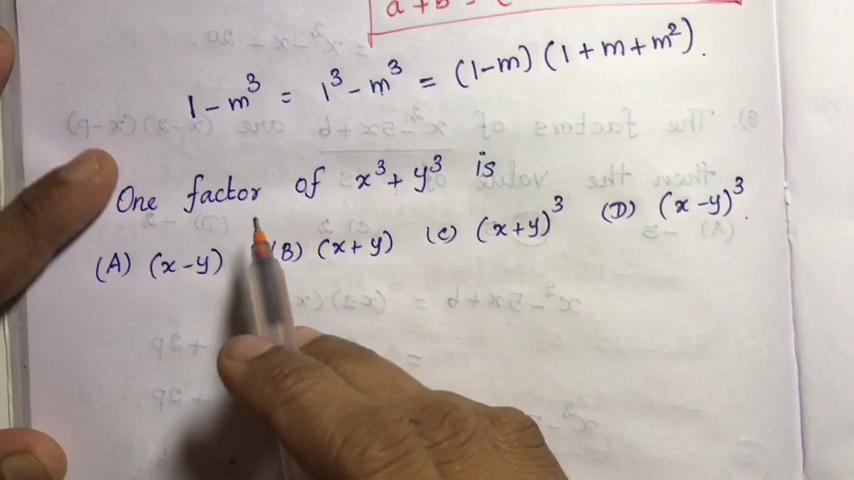 a + b = (
1 - m³ = 1³ - m³ = (1-m) (1 + m + m²).
One factor of x³ + y³ is
(A) (x - y) (B) (x + y) (C) (x + y)³ (D) (x - y)³.